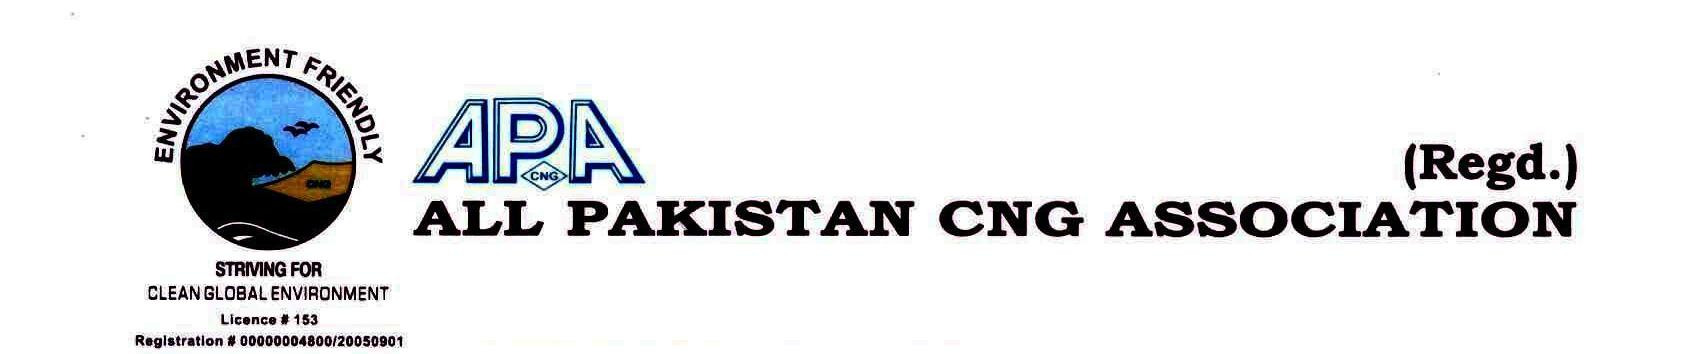 ENVIRONMENT FRIENDLY
CNG
STRIVING FOR
CLEAN GLOBAL ENVIRONMENT
Licence # 153
Registration # 00000004800/20050901
APA
CNG
(Regd.)
ALL PAKISTAN CNG ASSOCIATION